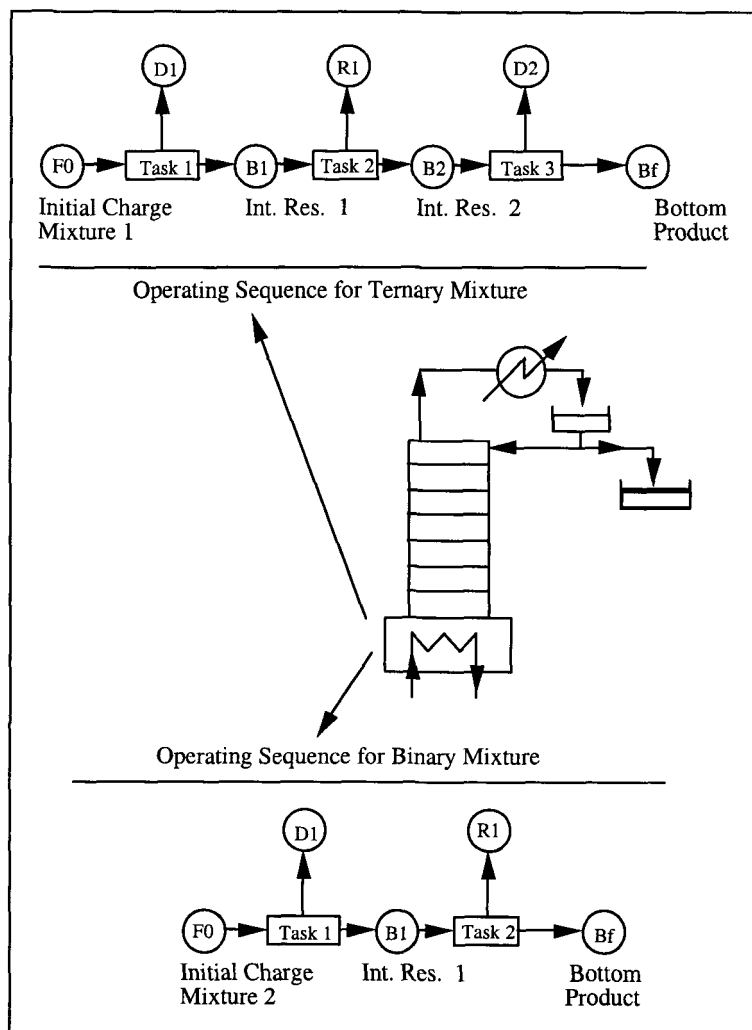 D1
R1
D2
F0
Task 1
B1
Task 2
B2
Task 3
Bf
Initial Charge
Mixture 1
Int. Res. 1
Int. Res. 2
Bottom
Product
Operating Sequence for Ternary Mixture
Operating Sequence for Binary Mixture
D1
R1
F0
Task 1
B1
Task 2
Bf
Initial Charge
Mixture 2
Int. Res. 1
Bottom
Product